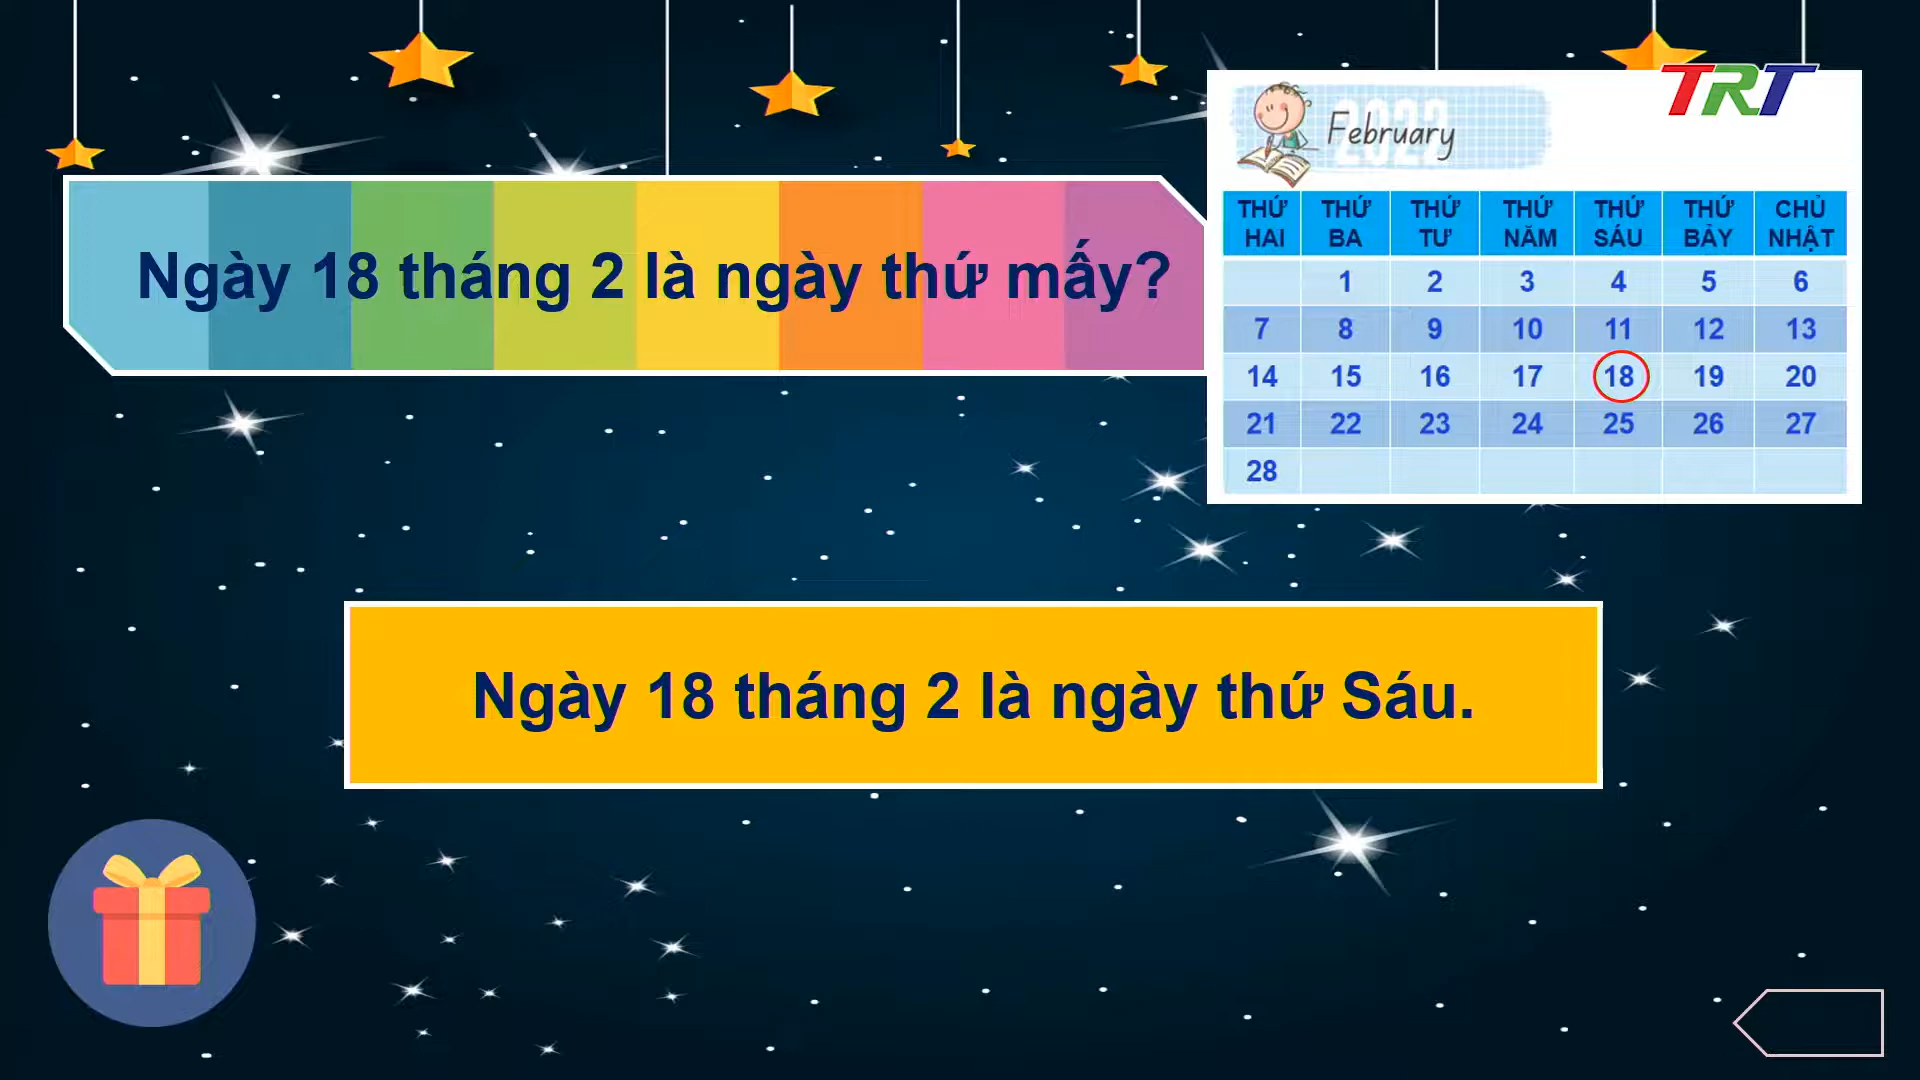 TRT
2022
February
Ngày 18 tháng 2 là ngày thứ mấy?
THỨ HAI THỨ BA THỨ TƯ THỨ NĂM THỨ SÁU THỨ BẢY CHỦ NHẬT
1 2 3 4 5 6
7 8 9 10 11 12 13
14 15 16 17 18 19 20
21 22 23 24 25 26 27
28
Ngày 18 tháng 2 là ngày thứ Sáu.